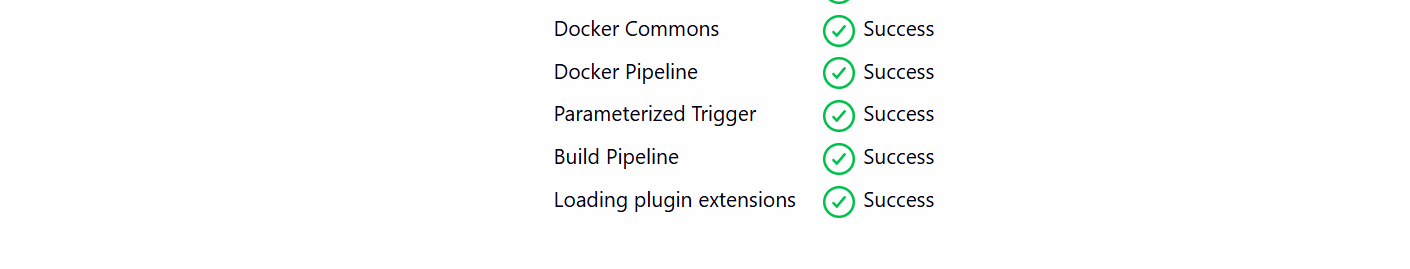 Docker Commons Success
Docker Pipeline Success
Parameterized Trigger Success
Build Pipeline Success
Loading plugin extensions Success